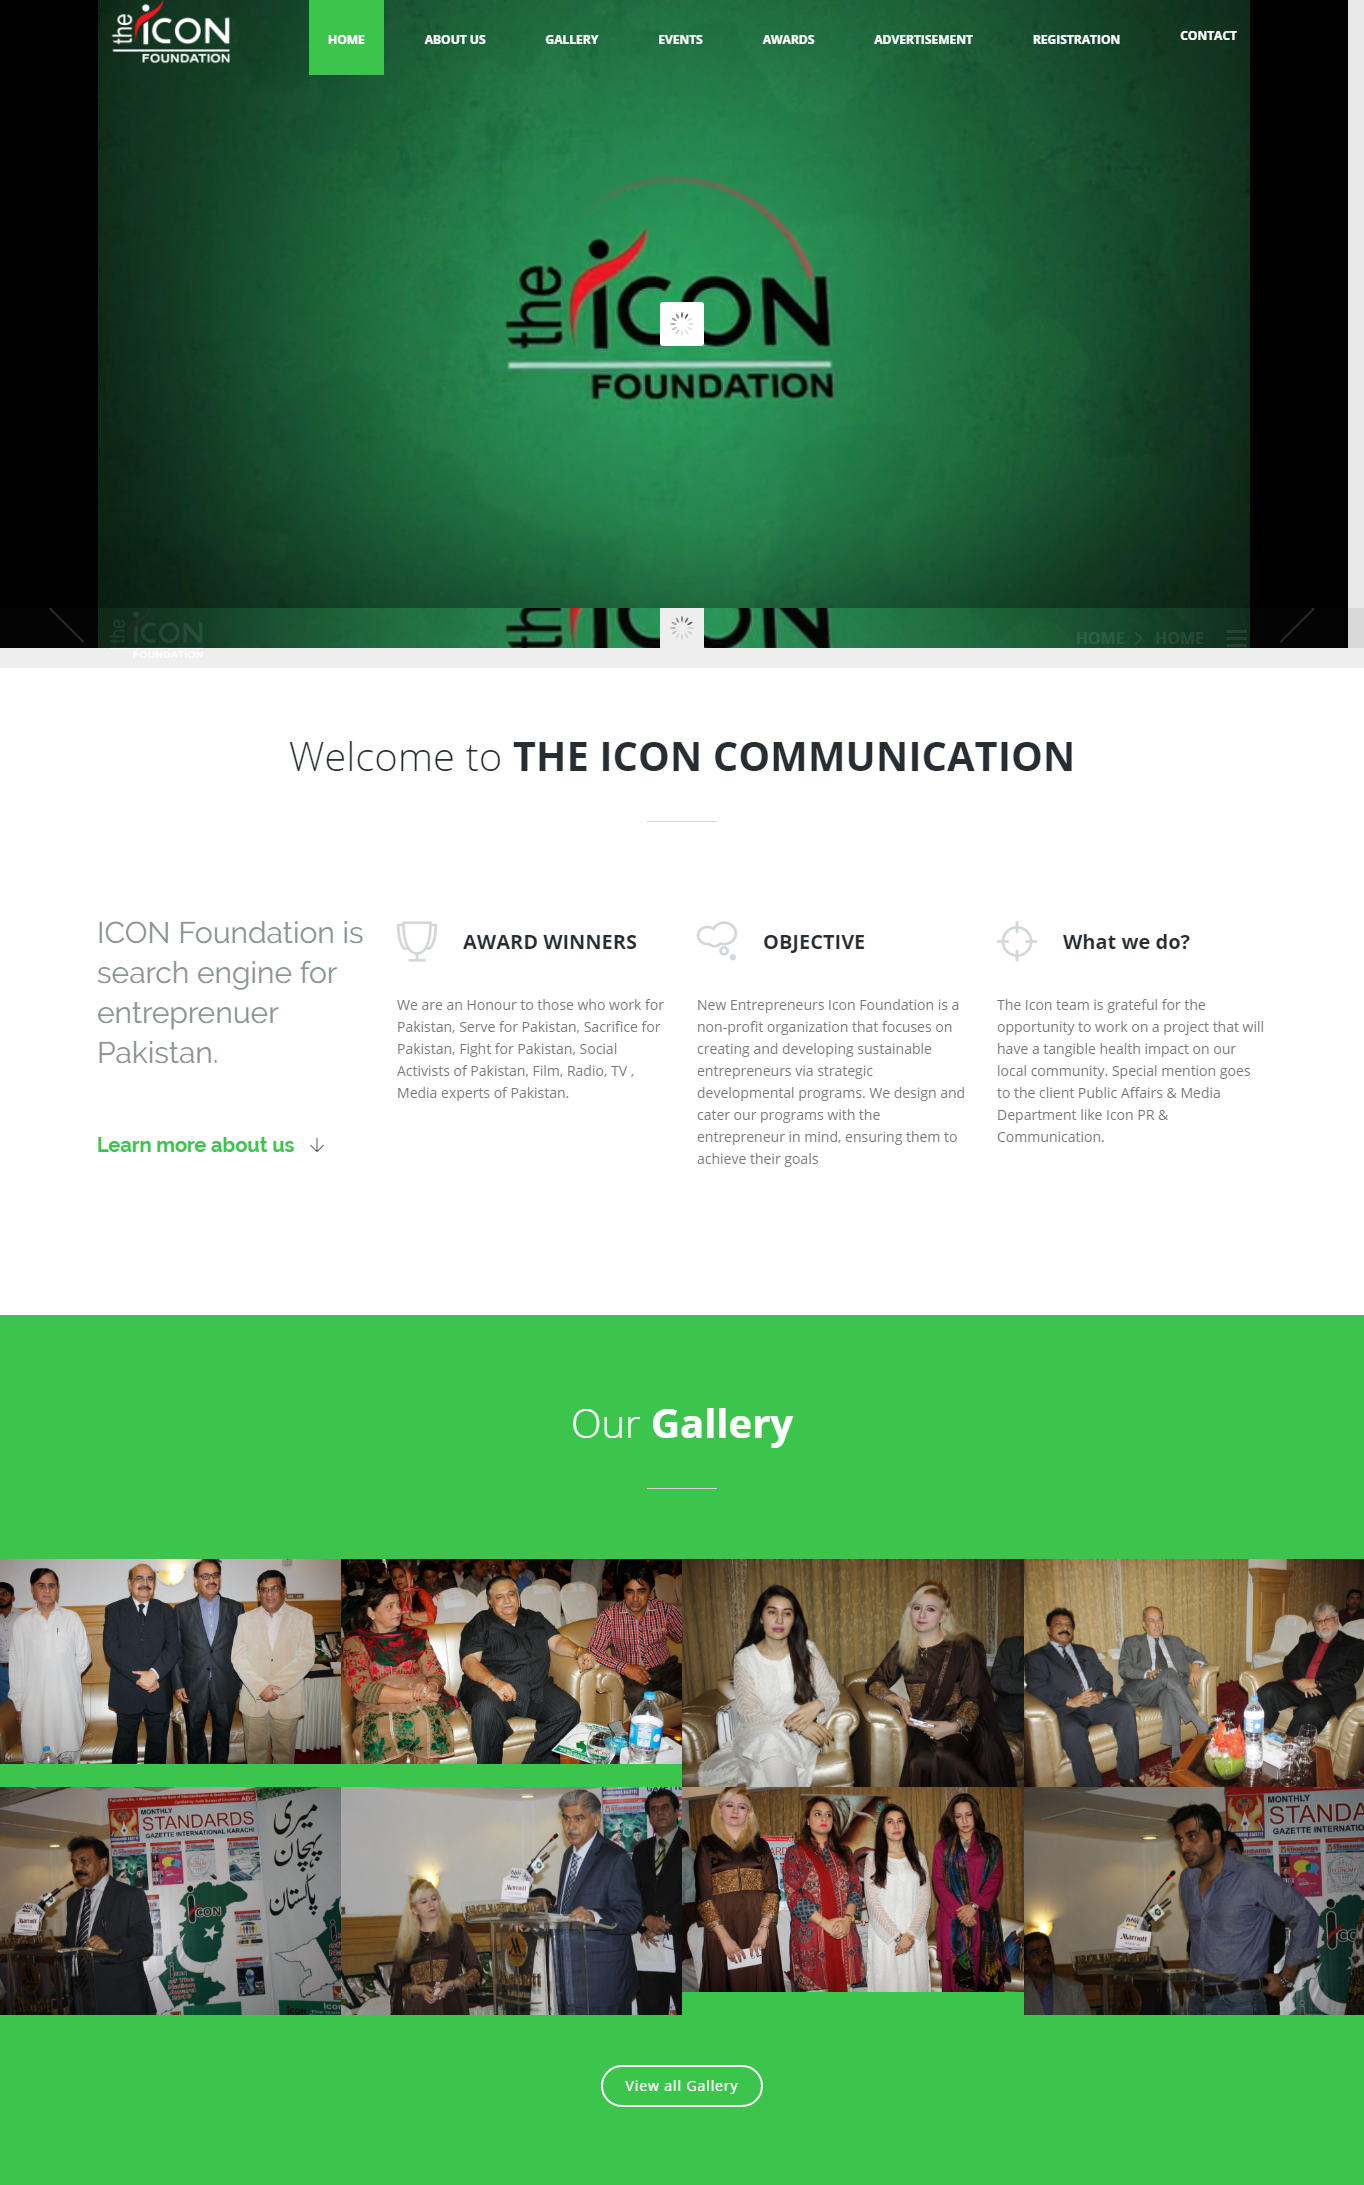 the iCON
FOUNDATION
HOME
ABOUT US
GALLERY
EVENTS
AWARDS
ADVERTISEMENT
REGISTRATION
CONTACT
the iCON
FOUNDATION
the iCON
FOUNDATION
HOME
HOME
Welcome to THE ICON COMMUNICATION
ICON Foundation is
search engine for
entreprenuer
Pakistan.
Learn more about us
AWARD WINNERS
We are an Honour to those who work for
Pakistan, Serve for Pakistan, Sacrifice for
Pakistan, Fight for Pakistan, Social
Activists of Pakistan, Film, Radio, TV ,
Media experts of Pakistan.
OBJECTIVE
New Entrepreneurs Icon Foundation is a
non-profit organization that focuses on
creating and developing sustainable
entrepreneurs via strategic
developmental programs. We design and
cater our programs with the
entrepreneur in mind, ensuring them to
achieve their goals
What we do?
The Icon team is grateful for the
opportunity to work on a project that will
have a tangible health impact on our
local community. Special mention goes
to the client Public Affairs & Media
Department like Icon PR &
Communication.
Our Gallery
MONTHLY
STANDARDS
GAZETTE INTERNATIONAL KARACHI
میری
پہچان
پاکستان
iCON
Marriott
MONTHLY
STANDA
GAZETTE INTERNATIO
Marriott
View all Gallery